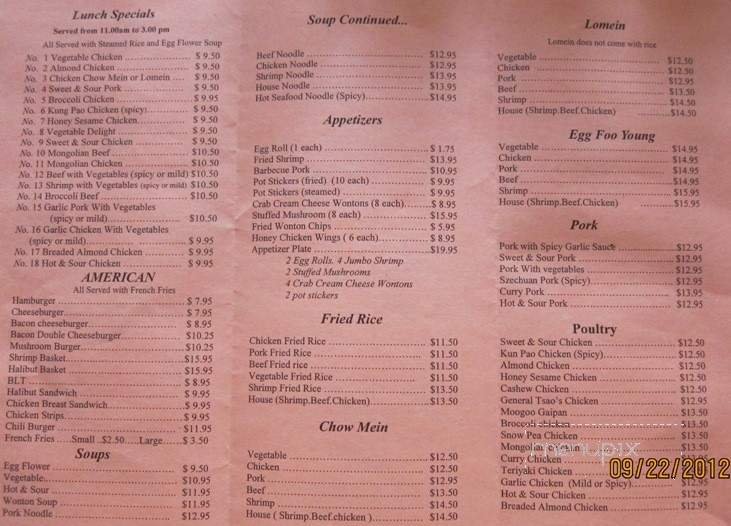 Lunch Specials
Served from 11.00am to 3.00 pm
All Served with Steamed Rice and Egg Flower Soup
No. 1 Vegetable Chicken $ 9.50
No. 2 Almond Chicken $ 9.50
No. 3 Chicken Chow Mein or Lomein $ 9.50
No. 4 Sweet & Sour Pork $ 9.50
No. 5 Broccoli Chicken $ 9.95
No. 6 Kung Pao Chicken (spicy) $ 9.50
No. 7 Honey Sesame Chicken $ 9.50
No. 8 Vegetable Delight $ 9.50
No. 9 Sweet & Sour Chicken $ 9.50
No. 10 Mongolian Beef $10.50
No. 11 Mongolian Chicken $10.50
No. 12 Beef with Vegetables (spicy or mild) $10.50
No. 13 Shrimp with Vegetables (spicy or mild) $10.50
No. 14 Broccoli Beef $10.50
No. 15 Garlic Pork With Vegetables
(spicy or mild) $10.50
No. 16 Garlic Chicken With Vegetables
(spicy or mild) $ 9.95
No. 17 Breaded Almond Chicken $ 9.95
No. 18 Hot & Sour Chicken $ 9.95
AMERICAN
All Served with French Fries
Hamburger $ 7.95
Cheeseburger $ 7.95
Bacon cheeseburger $ 8.95
Bacon Double Cheeseburger $10.25
Mushroom Burger $10.25
Shrimp Basket $15.95
Halibut Basket $15.95
BLT $ 8.95
Halibut Sandwich $ 9.95
Chicken Breast Sandwich $ 9.95
Chicken Strips $ 9.95
Chili Burger $11.95
French Fries Small $2.50 Large $ 3.50
Soups
Egg Flower $ 9.50
Vegetable $10.95
Hot & Sour $11.95
Wonton Soup $11.95
Pork Noodle $12.95
Soup Continued...
Beef Noodle $12.95
Chicken Noodle $12.95
Shrimp Noodle $13.95
House Noodle $13.95
Hot Seafood Noodle (Spicy) $14.95
Appetizers
Egg Roll (1 each) $ 1.75
Fried Shrimp $13.95
Barbecue Pork $10.95
Pot Stickers (fried) (10 each) $ 9.95
Pot Stickers (steamed) $ 9.95
Crab Cream Cheese Wontons (8 each) $ 8.95
Stuffed Mushroom (8 each) $15.95
Fried Wonton Chips $ 5.95
Honey Chicken Wings ( 6 each) $ 8.95
Appetizer Plate $19.95
2 Egg Rolls. 4 Jumbo Shrimp
2 Stuffed Mushrooms
4 Crab Cream Cheese Wontons
2 pot stickers
Fried Rice
Chicken Fried Rice $11.50
Pork Fried Rice $11.50
Beef Fried rice $11.50
Vegetable Fried Rice $11.50
Shrimp Fried Rice $13.50
House (Shrimp.Beef.Chicken) $13.50
Chow Mein
Vegetable $12.50
Chicken $12.50
Pork $12.95
Beef $13.50
Shrimp $14.50
House ( Shrimp.Beef.chicken ) $14.50
Lomein
Lomein does not come with rice
Vegetable $12.50
Chicken $12.50
Pork $12.95
Beef $13.50
Shrimp $14.50
House (Shrimp.Beef.Chicken) $14.50
Egg Foo Young
Vegetable $14.95
Chicken $14.95
Pork $14.95
Beef $14.95
Shrimp $15.95
House (Shrimp.Beef.Chicken) $15.95
Pork
Pork with Spicy Garlic Sauce $12.95
Sweet & Sour Pork $12.95
Pork With vegetables $12.95
Szechuan Pork (Spicy) $12.95
Curry Pork $13.95
Hot & Sour Pork $12.95
Poultry
Sweet & Sour Chicken $12.50
Kun Pao Chicken (Spicy) $12.50
Almond Chicken $12.50
Honey Sesame Chicken $12.50
Cashew Chicken $12.50
General Tsao's Chicken $12.95
Moogoo Gaipan $13.50
Broccoli Chicken $13.50
Snow Pea Chicken $13.50
Mongolian Chicken $13.50
Curry Chicken
Teriyaki Chicken
Garlic Chicken (Mild or Spicy) $12.95
Hot & Sour Chicken $12.95
Breaded Almond Chicken $12.95
menupix
09/22/2012